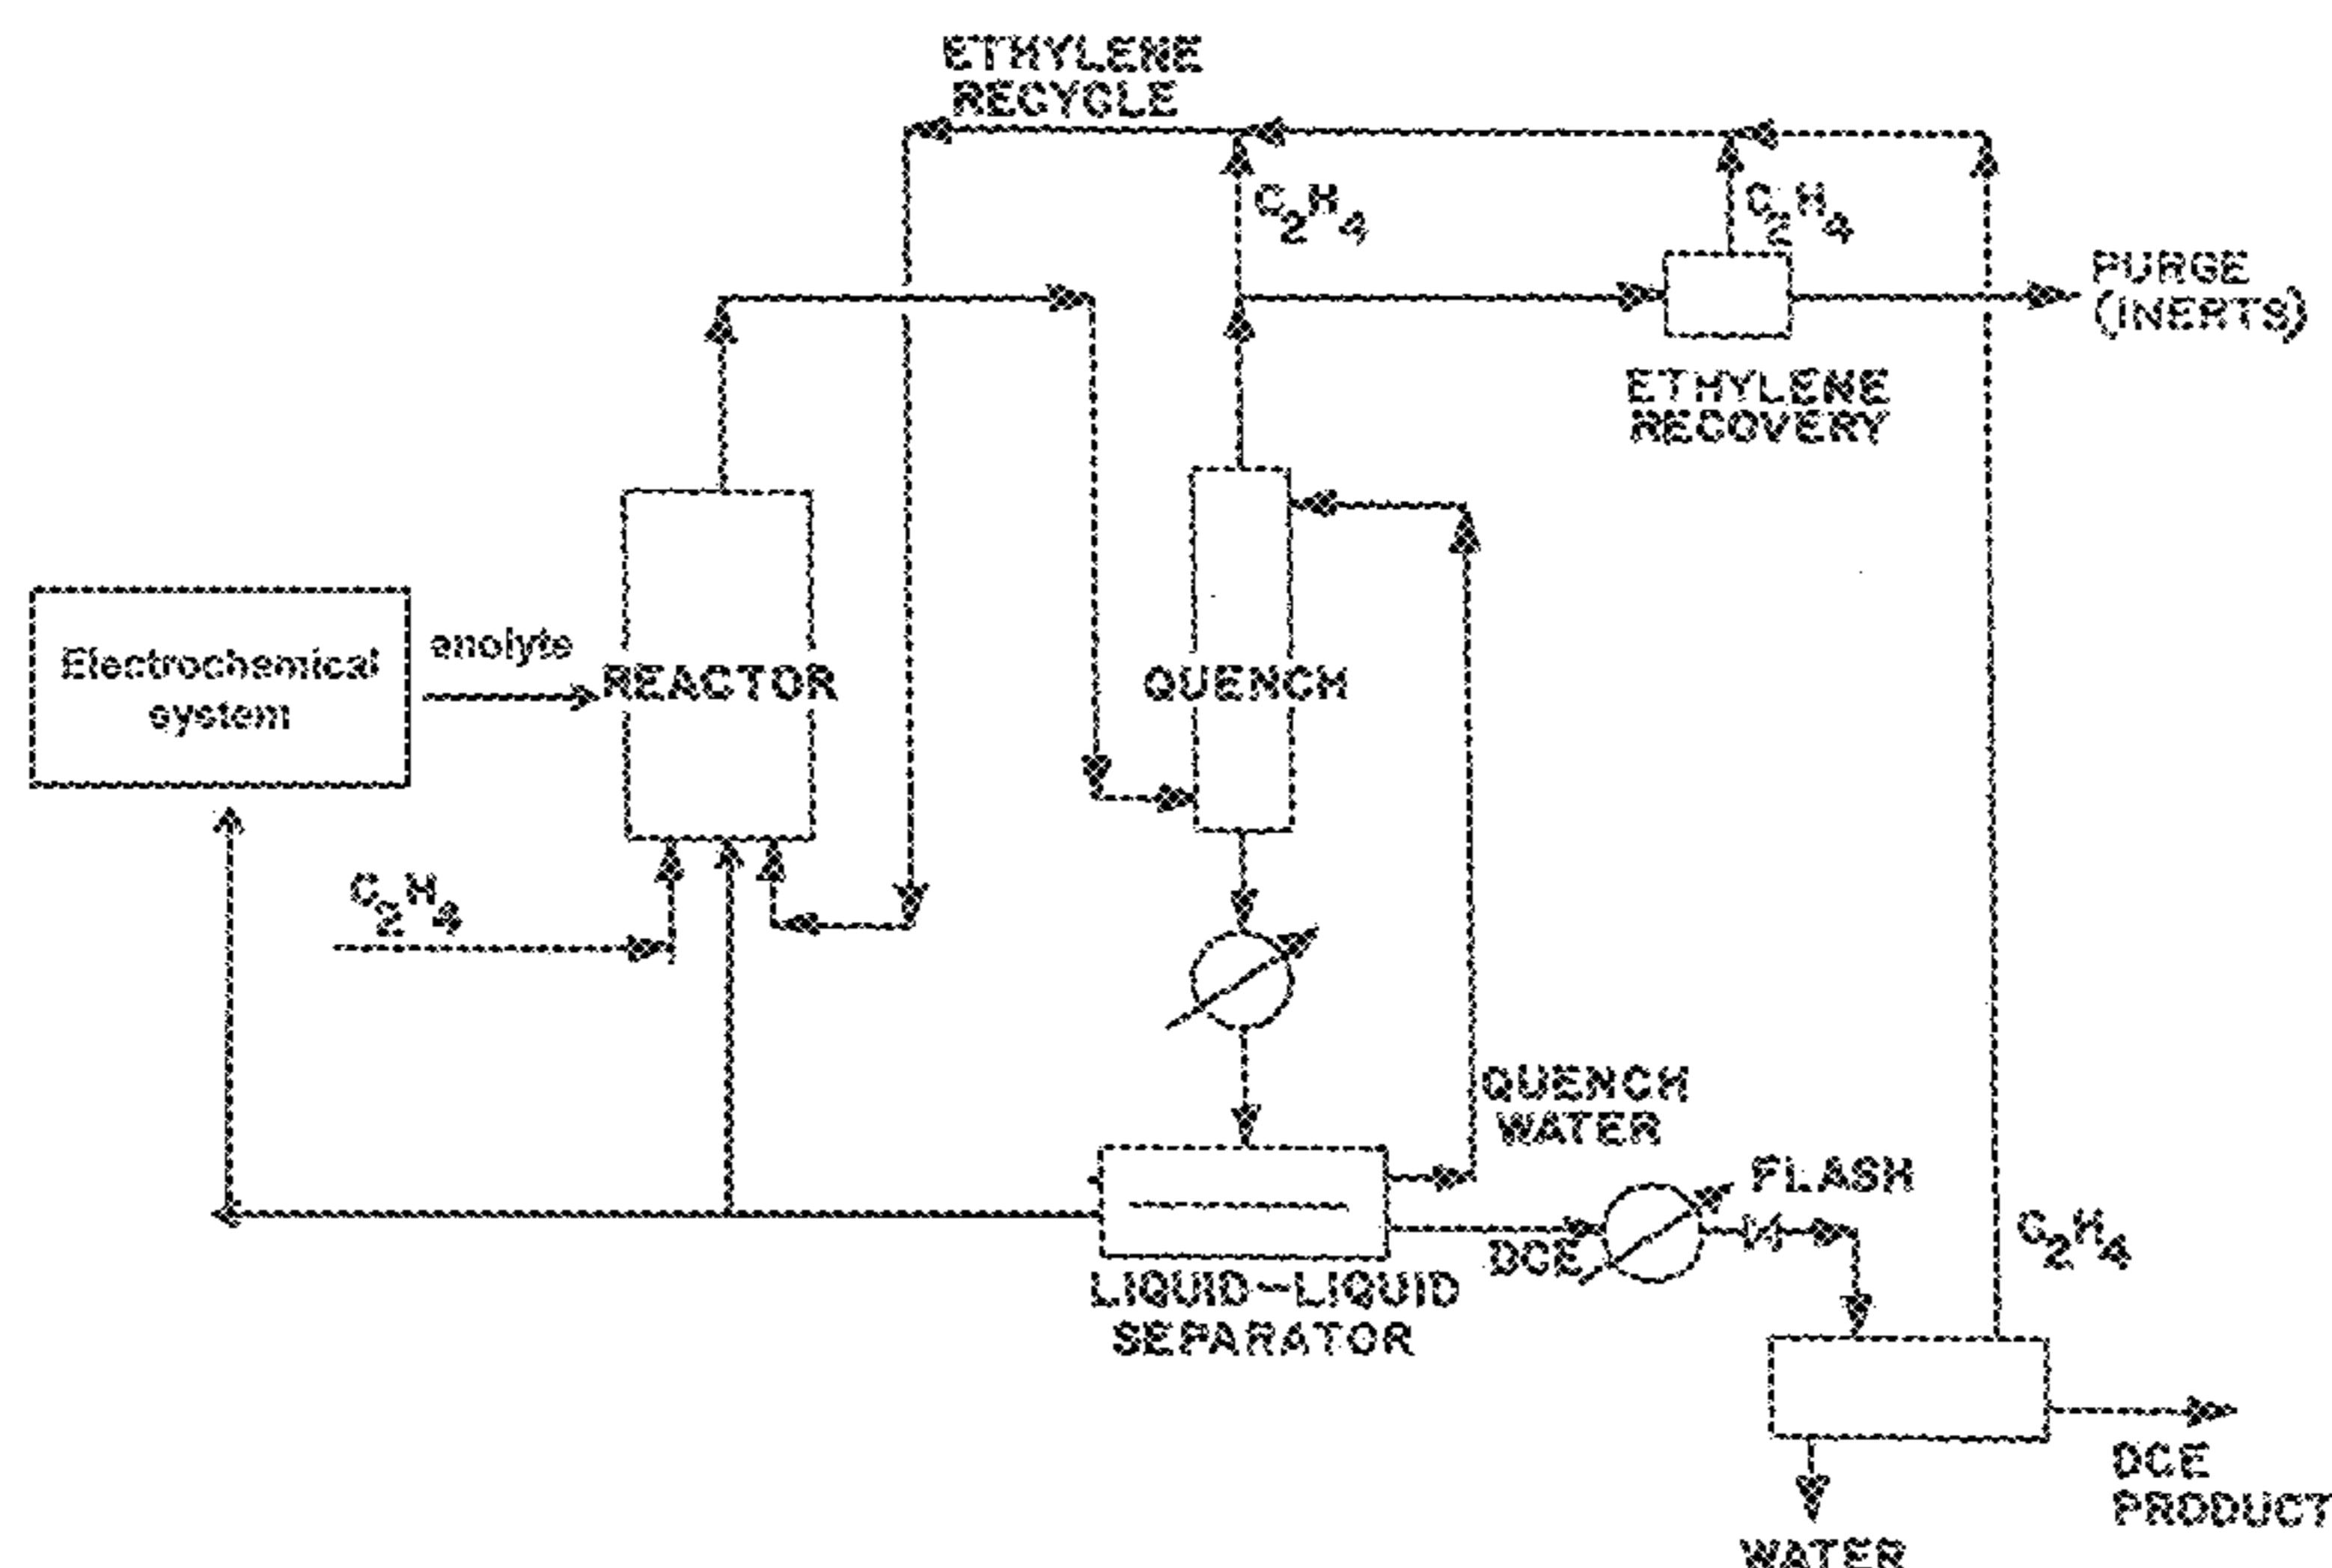 ETHYLENE
RECYCLE
C2H4
C2H4
PURGE
(INERTS)
ETHYLENE
RECOVERY
Electrochemical
system
anolyte
REACTOR
QUENCH
C2H4
QUENCH
WATER
FLASH
DCE
C2H4
LIQUID-LIQUID
SEPARATOR
DCE
PRODUCT
WATER